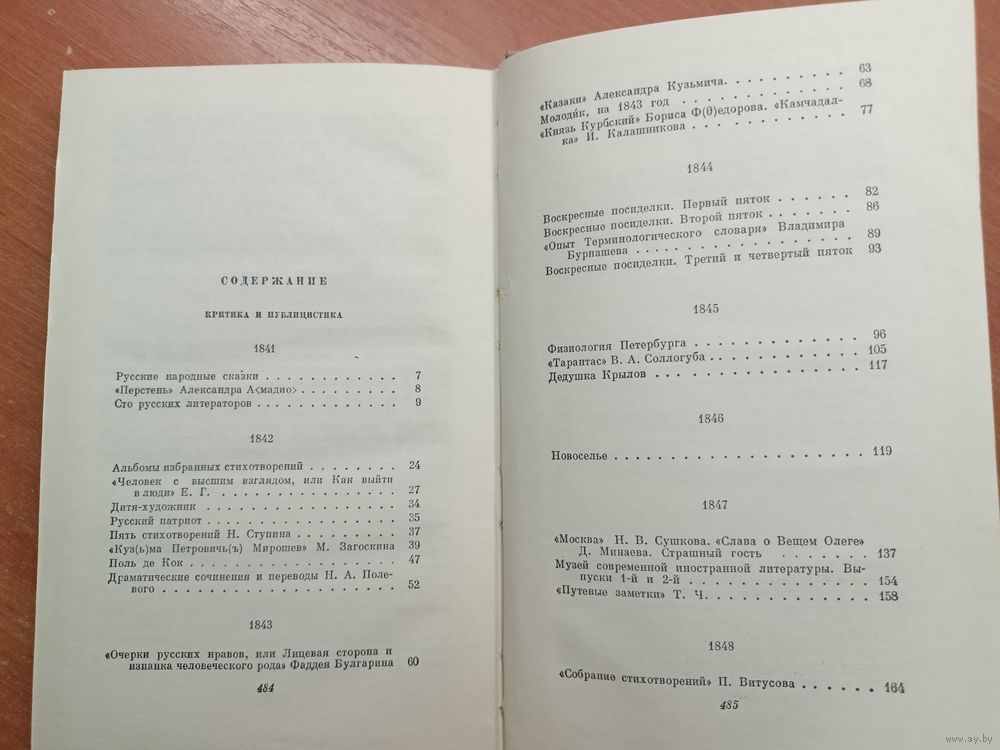 СОДЕРЖАНИЕ
КРИТИКА И ПУБЛИЦИСТИКА
1841
Русские народные сказки . . . . . . . . . . . 7
«Перстень» Александра А<мадио> . . . . . . . . . 8
Сто русских литераторов . . . . . . . . . . . . 9
1842
Альбомы избранных стихотворений . . . . . . . . 24
«Человек с высшим взглядом, или Как выйти
в люди» Е. Г. . . . . . . . . . . . . . . . 27
Дитя-художник . . . . . . . . . . . . . . . 34
Русский патриот . . . . . . . . . . . . . . . 35
Пять стихотворений Н. Ступина . . . . . . . . . 37
«Куз(ь)ма Петровичь(ъ) Мирошев» М. Загоскина 39
Поль де Кок . . . . . . . . . . . . . . . . 47
Драматические сочинения и переводы Н. А. Поле-
вого . . . . . . . . . . . . . . . . . . 52
1843
«Очерки русских нравов, или Лицевая сторона и
изнанка человеческого рода» Фаддея Булгарина 60
484
«Казаки» Александра Кузьмича . . . . . . . . . . 63
Молодик, на 1843 год . . . . . . . . . . . . 68
«Князь Курбский» Бориса Ф(Ѳ)едорова. «Камчадал-
ка» И. Калашникова . . . . . . . . . . . . 77
1844
Воскресные посиделки. Первый пяток . . . . . . 82
Воскресные посиделки. Второй пяток . . . . . . 86
«Опыт Терминологического словаря» Владимира
Бурнашева . . . . . . . . . . . . . . . . 89
Воскресные посиделки. Третий и четвертый пяток 93
1845
Физиология Петербурга . . . . . . . . . . . . 96
«Тарантас» В. А. Соллогуба . . . . . . . . . . . 105
Дедушка Крылов . . . . . . . . . . . . . . . 117
1846
Новоселье . . . . . . . . . . . . . . . . . 119
1847
«Москва» Н. В. Сушкова. «Слава о Вещем Олеге»
Д. Минаева. Страшный гость . . . . . . . 137
Музей современной иностранной литературы. Вы-
пуски 1-й и 2-й . . . . . . . . . . . . . . 154
«Путевые заметки» Т. Ч. . . . . . . . . . . . . 158
1848
«Собрание стихотворений» П. Витусова . . . . . . 164
485
www.ay.by